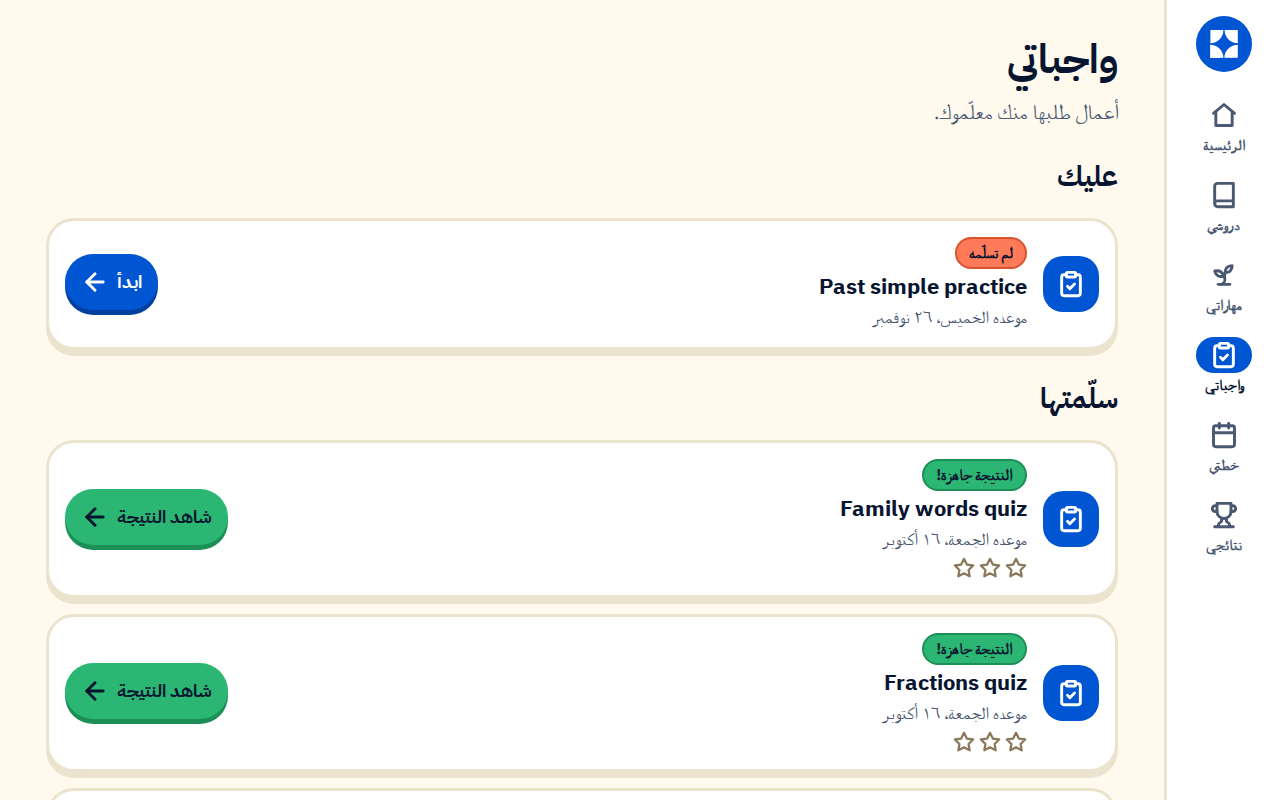 واجباتي
أعمال طلبها منك معلّموك.
عليك
لم تسلّمه
Past simple practice
موعده الخميس، ٢٦ نوفمبر
ابدأ
سلّمتها
النتيجة جاهزة!
Family words quiz
موعده الجمعة، ١٦ أكتوبر
شاهد النتيجة
النتيجة جاهزة!
Fractions quiz
موعده الجمعة، ١٦ أكتوبر
شاهد النتيجة
الرئيسية
دروسي
مهاراتي
واجباتي
خطتي
نتائجي